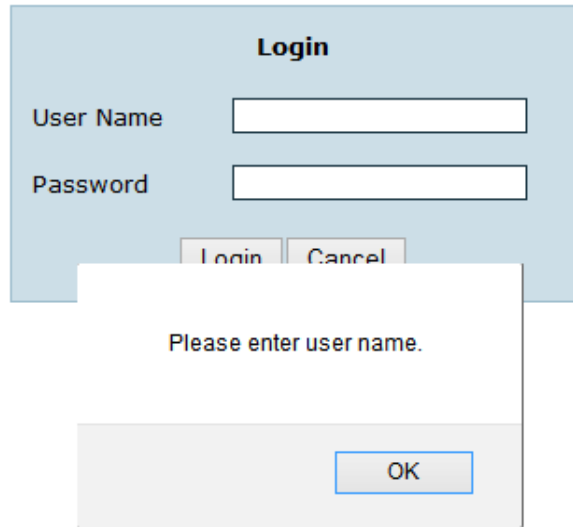 Login
User Name
Password
Login Cancel
Please enter user name.
OK